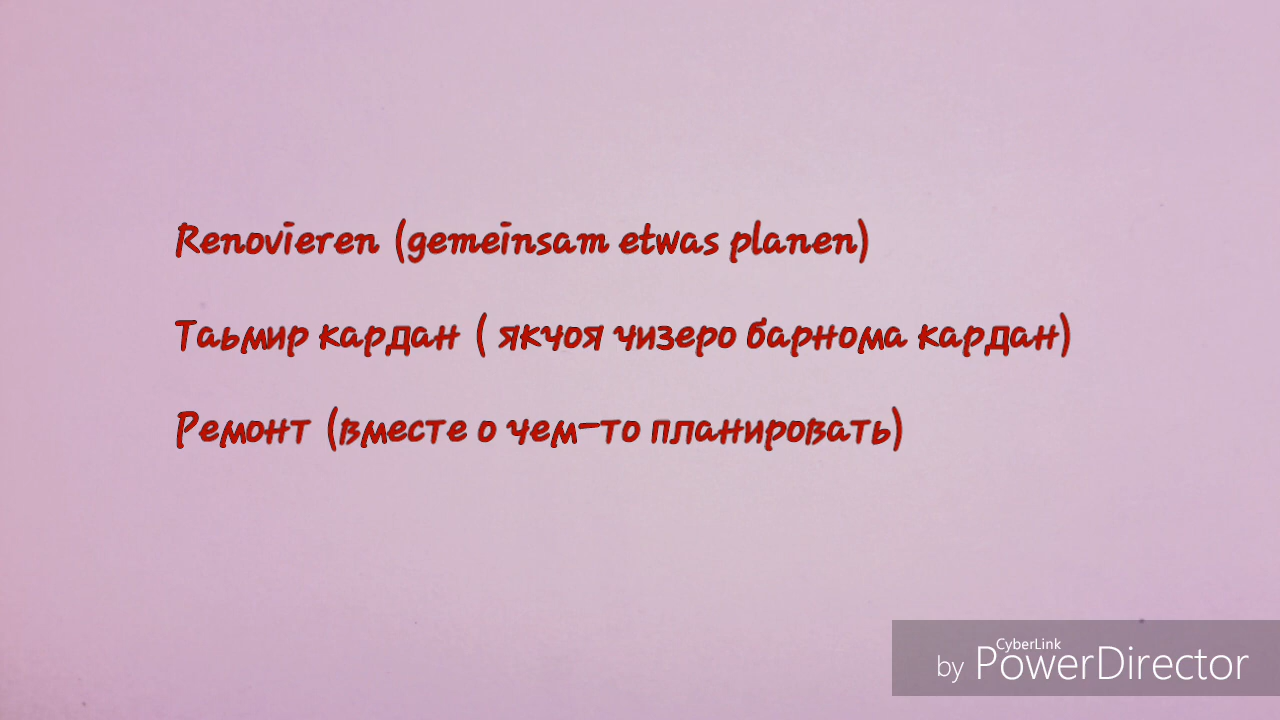 Renovieren (gemeinsam etwas planen)
Таьмир кардан ( якчоя чизеро барнома кардан)
Ремонт (вместе о чем-то планировать)
CyberLink
by PowerDirector